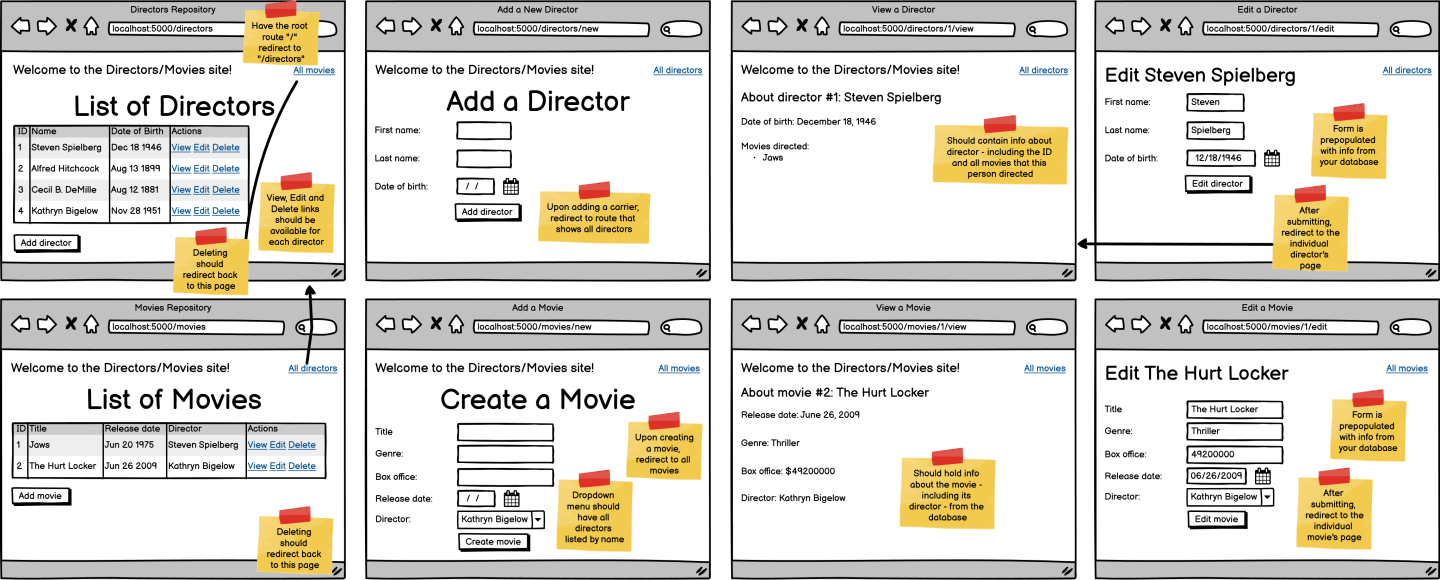 Directors Repository
localhost:5000/directors
Have the root
route "/"
redirect to
"/directors"
Welcome to the Directors/Movies site!
All movies
List of Directors
ID Name Date of Birth Actions
1 Steven Spielberg Dec 18 1946 View Edit Delete
2 Alfred Hitchcock Aug 13 1899 View Edit Delete
3 Cecil B. DeMille Aug 12 1881 View Edit Delete
4 Kathryn Bigelow Nov 28 1951 View Edit Delete
View, Edit and
Delete links
should be
available for
each director
Add director
Deleting
should
redirect back
to this page
Add a New Director
localhost:5000/directors/new
Welcome to the Directors/Movies site!
All directors
Add a Director
First name:
Last name:
Date of birth: / /
Add director
Upon adding a carrier,
redirect to route that
shows all directors
View a Director
localhost:5000/directors/1/view
Welcome to the Directors/Movies site!
All directors
About director #1: Steven Spielberg
Date of birth: December 18, 1946
Movies directed:
· Jaws
Should contain info about
director - including the ID
and all movies that this
person directed
Edit a Director
localhost:5000/directors/1/edit
Edit Steven Spielberg
All directors
First name: Steven
Last name: Spielberg
Date of birth: 12/18/1946
Edit director
Form is
prepopulated
with info from
your database
After
submitting,
redirect to the
individual
director's
page
Movies Repository
localhost:5000/movies
Welcome to the Directors/Movies site!
All directors
List of Movies
ID Title Release date Director Actions
1 Jaws Jun 20 1975 Steven Spielberg View Edit Delete
2 The Hurt Locker Jun 26 2009 Kathryn Bigelow View Edit Delete
Add movie
Deleting
should
redirect back
to this page
Add a Movie
localhost:5000/movies/new
Welcome to the Directors/Movies site!
All movies
Create a Movie
Title
Genre:
Box office:
Release date: / /
Director: Kathryn Bigelow
Create movie
Upon creating
a movie,
redirect to all
movies
Dropdown
menu should
have all
directors
listed by name
View a Movie
localhost:5000/movies/1/view
Welcome to the Directors/Movies site!
All movies
About movie #2: The Hurt Locker
Release date: June 26, 2009
Genre: Thriller
Box office: $49200000
Director: Kathryn Bigelow
Should hold info
about the movie -
including its
director - from the
database
Edit a Movie
localhost:5000/movies/1/edit
Edit The Hurt Locker
All movies
Title The Hurt Locker
Genre: Thriller
Box office: 49200000
Release date: 06/26/2009
Director: Kathryn Bigelow
Edit movie
Form is
prepopulated
with info from
your database
After
submitting,
redirect to the
individual
movie's page